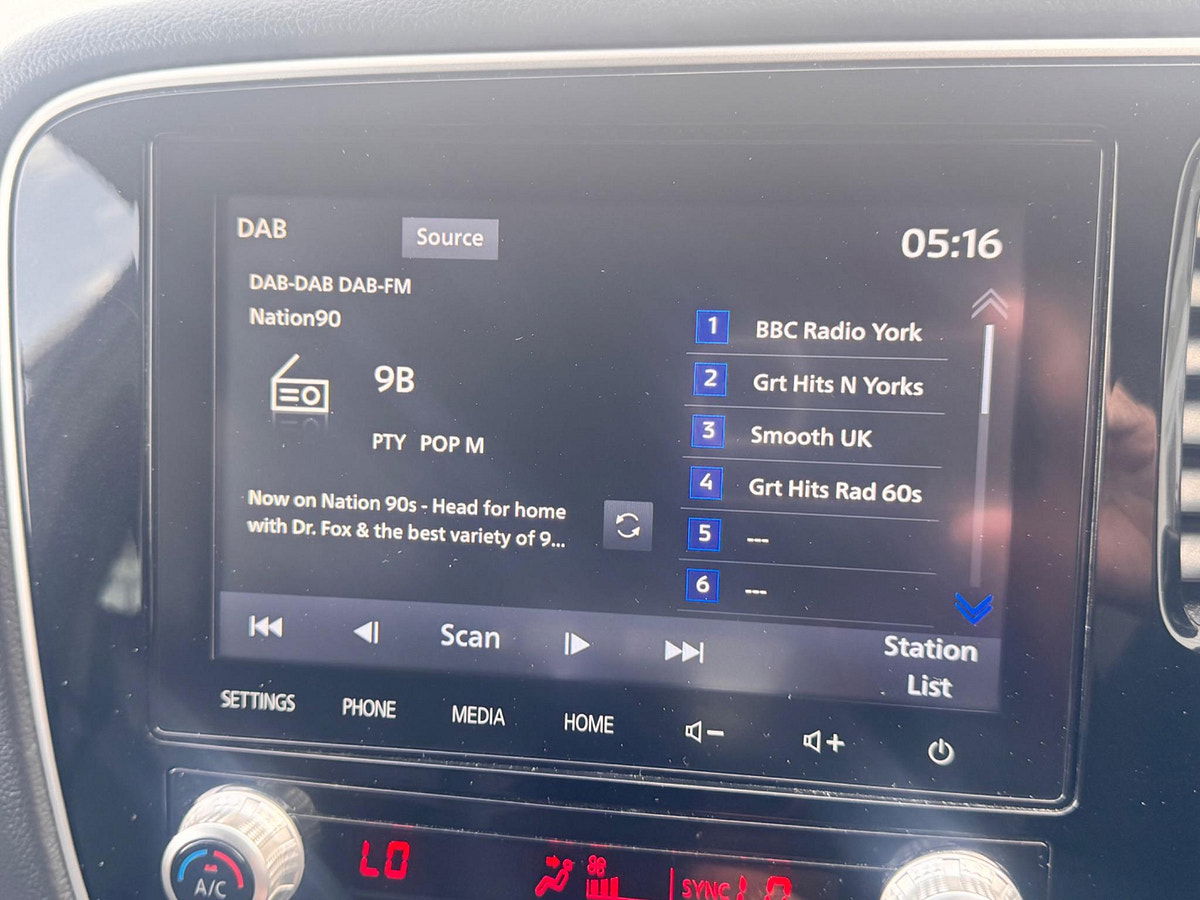 DAB
Source
05:16
DAB-DAB DAB-FM
Nation90
9B
PTY POP M
Now on Nation 90s - Head for home
with Dr. Fox & the best variety of 9...
1 BBC Radio York
2 Grt Hits N Yorks
3 Smooth UK
4 Grt Hits Rad 60s
5 ---
6 ---
Scan
Station
List
SETTINGS
PHONE
MEDIA
HOME
A/C
LO
SYNC
LO